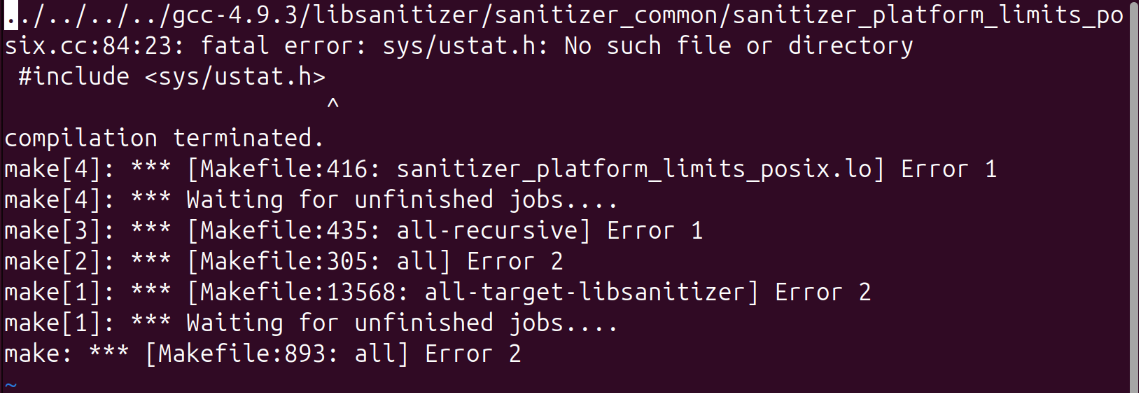 ../../../../gcc-4.9.3/libsanitizer/sanitizer_common/sanitizer_platform_limits_po
six.cc:84:23: fatal error: sys/ustat.h: No such file or directory
 #include <sys/ustat.h>
                       ^
compilation terminated.
make[4]: *** [Makefile:416: sanitizer_platform_limits_posix.lo] Error 1
make[4]: *** Waiting for unfinished jobs....
make[3]: *** [Makefile:435: all-recursive] Error 1
make[2]: *** [Makefile:305: all] Error 2
make[1]: *** [Makefile:13568: all-target-libsanitizer] Error 2
make[1]: *** Waiting for unfinished jobs....
make: *** [Makefile:893: all] Error 2
~